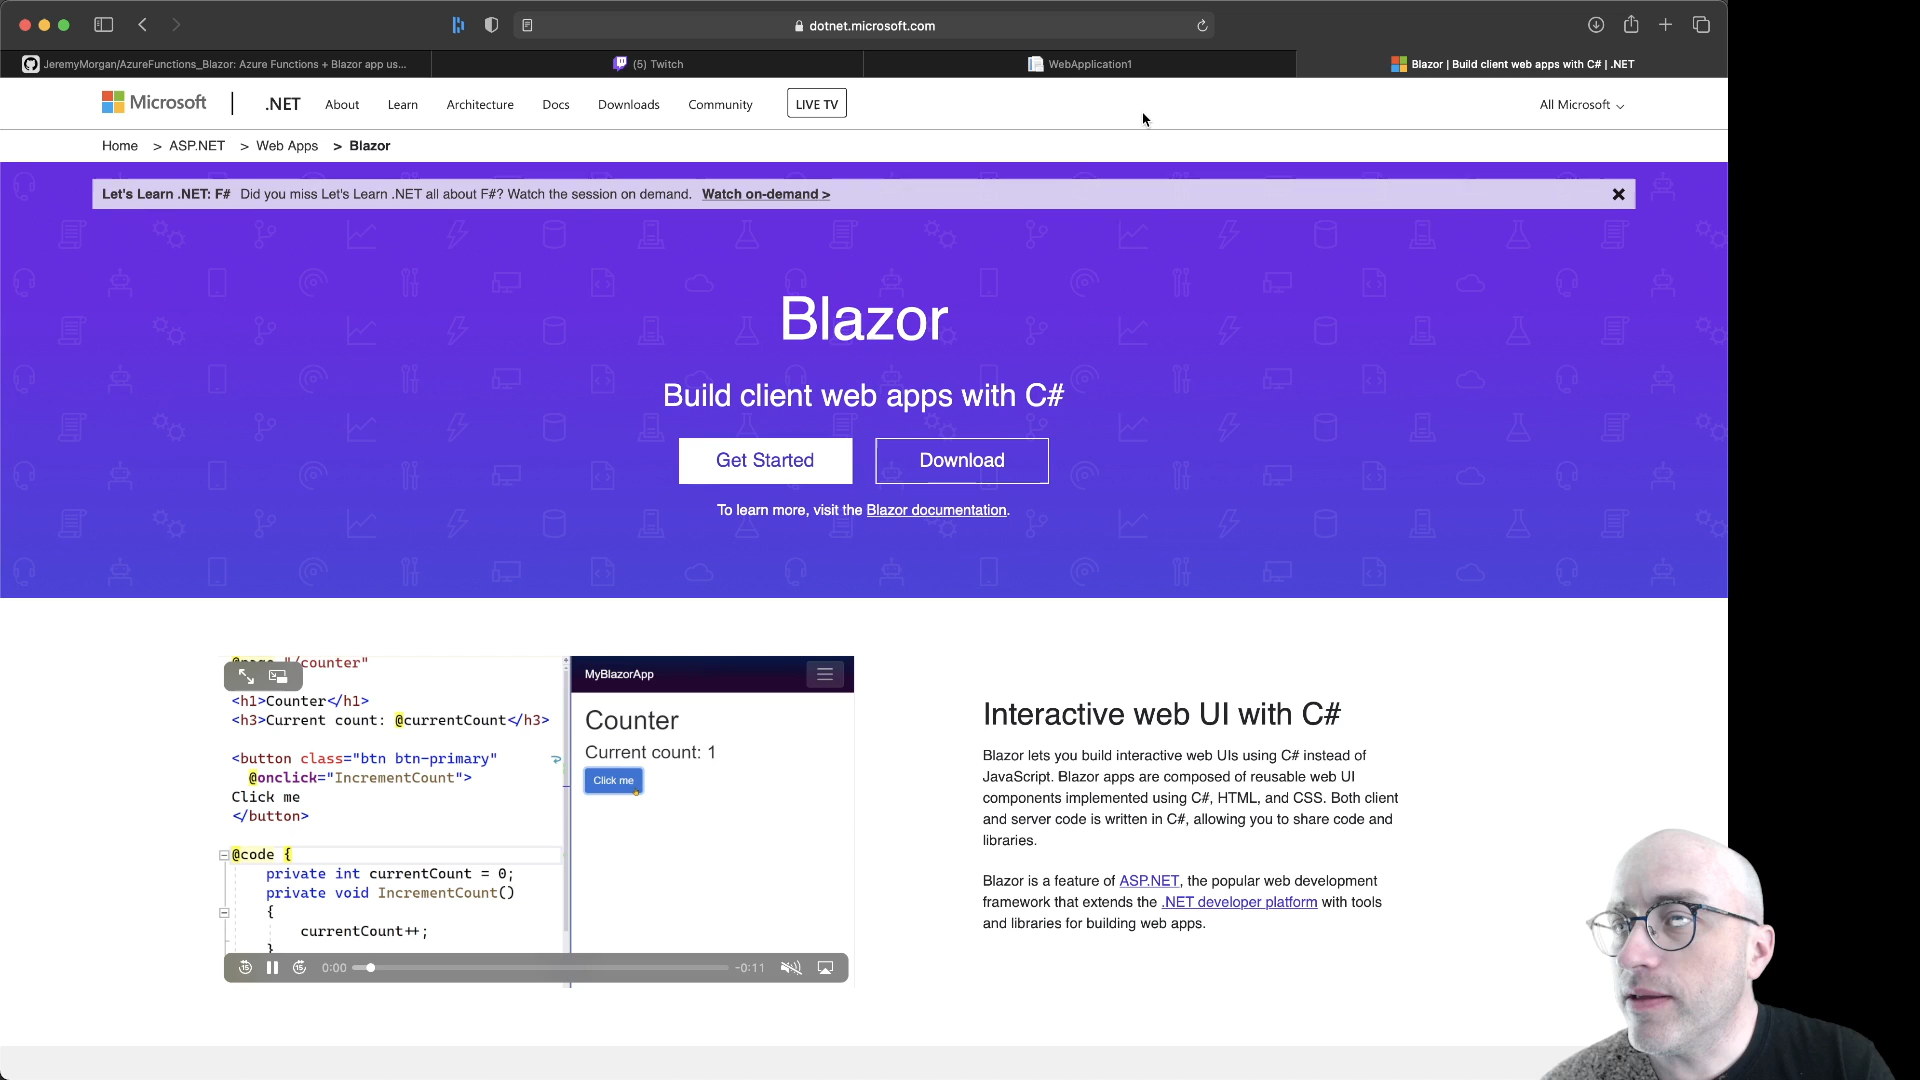 dotnet.microsoft.com
JeremyMorgan/AzureFunctions_Blazor: Azure Functions + Blazor app us...
(5) Twitch
WebApplication1
Blazor | Build client web apps with C# | .NET
Microsoft
.NET
About
Learn
Architecture
Docs
Downloads
Community
LIVE TV
All Microsoft
Home > ASP.NET > Web Apps > Blazor
Let's Learn .NET: F# Did you miss Let's Learn .NET all about F#? Watch the session on demand. Watch on-demand >
Blazor
Build client web apps with C#
Get Started
Download
To learn more, visit the Blazor documentation.
@page "/counter"
<h1>Counter</h1>
<h3>Current count: @currentCount</h3>
<button class="btn btn-primary"
@onclick="IncrementCount">
Click me
</button>
@code {
private int currentCount = 0;
private void IncrementCount()
{
currentCount++;
}
15
15
0:00
-0:11
MyBlazorApp
Counter
Current count: 1
Click me
Interactive web UI with C#
Blazor lets you build interactive web UIs using C# instead of
JavaScript. Blazor apps are composed of reusable web UI
components implemented using C#, HTML, and CSS. Both client
and server code is written in C#, allowing you to share code and
libraries.
Blazor is a feature of ASP.NET, the popular web development
framework that extends the .NET developer platform with tools
and libraries for building web apps.